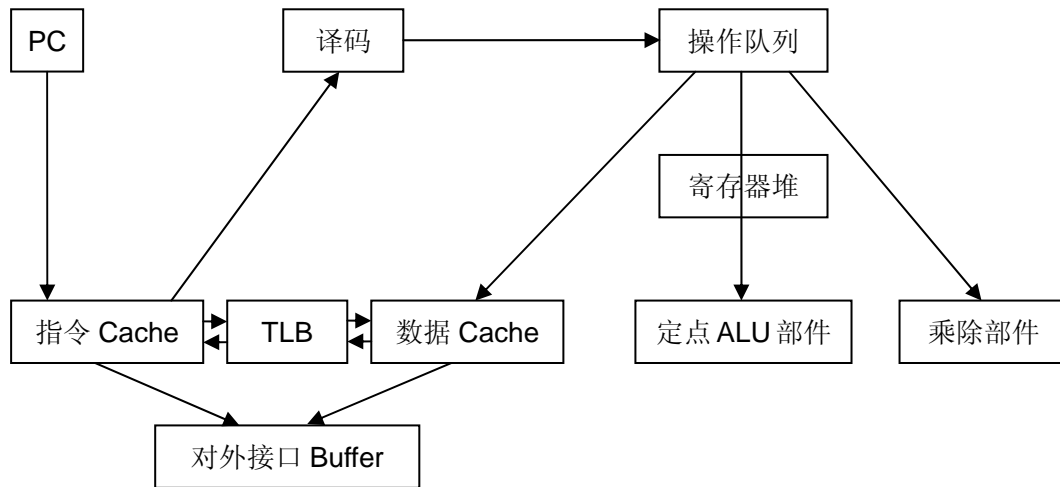 PC
译码
操作队列
寄存器堆
指令 Cache
TLB
数据 Cache
定点 ALU 部件
乘除部件
对外接口 Buffer